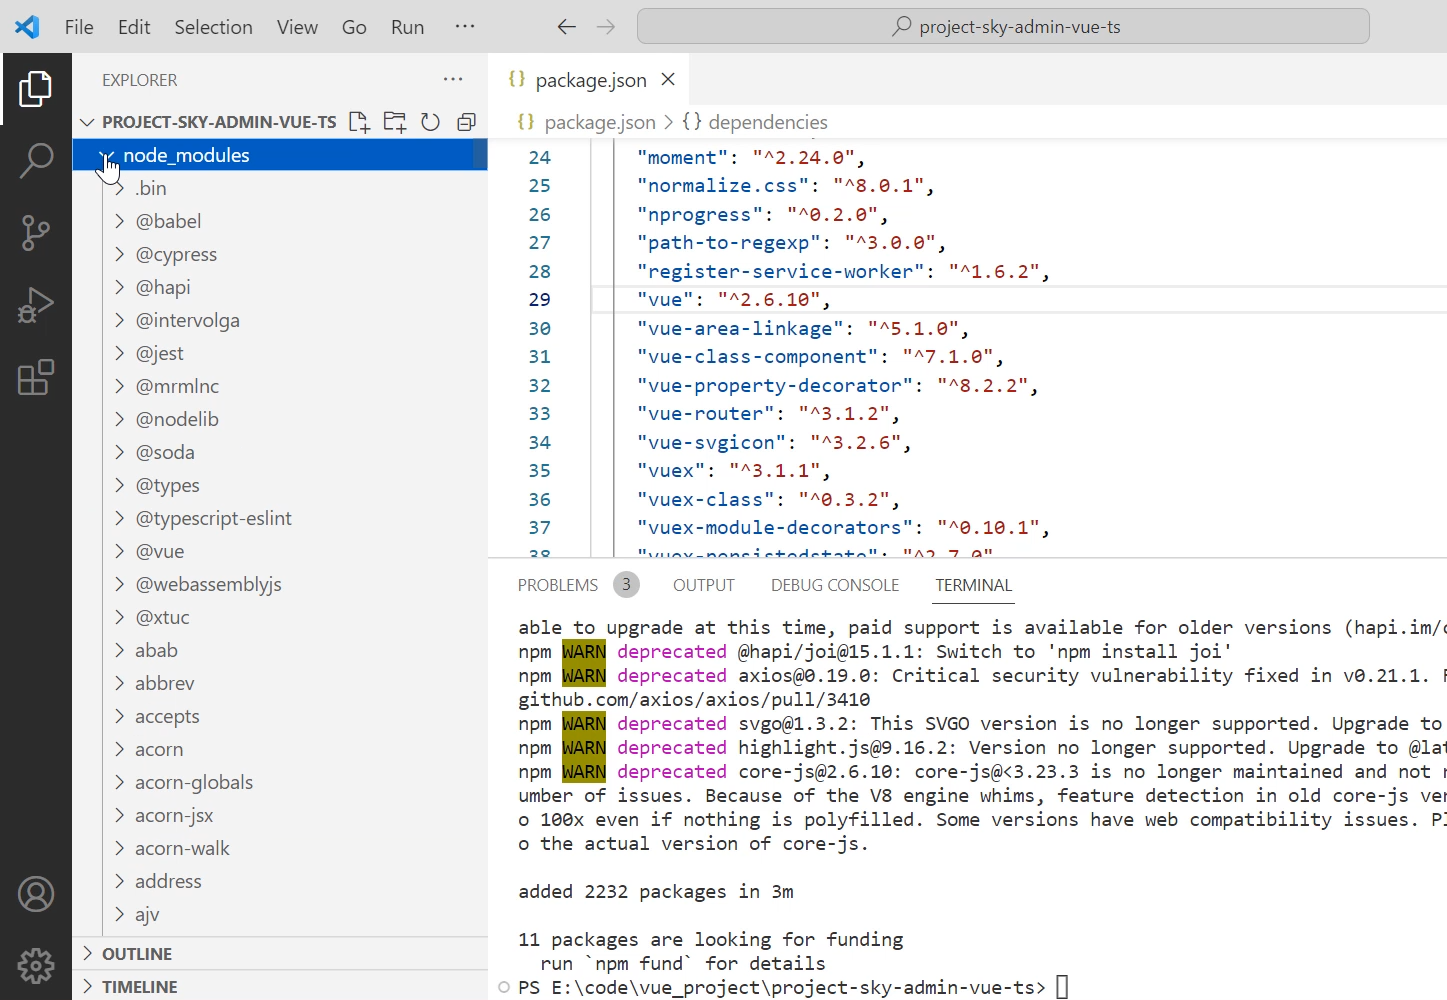 File Edit Selection View Go Run ··· project-sky-admin-vue-ts
EXPLORER ···
PROJECT-SKY-ADMIN-VUE-TS
node_modules
.bin
@babel
@cypress
@hapi
@intervolga
@jest
@mrmlnc
@nodelib
@soda
@types
@typescript-eslint
@vue
@webassemblyjs
@xtuc
abab
abbrev
accepts
acorn
acorn-globals
acorn-jsx
acorn-walk
address
ajv
OUTLINE
TIMELINE
{} package.json
{} package.json > {} dependencies
24 "moment": "^2.24.0",
25 "normalize.css": "^8.0.1",
26 "nprogress": "^0.2.0",
27 "path-to-regexp": "^3.0.0",
28 "register-service-worker": "^1.6.2",
29 "vue": "^2.6.10",
30 "vue-area-linkage": "^5.1.0",
31 "vue-class-component": "^7.1.0",
32 "vue-property-decorator": "^8.2.2",
33 "vue-router": "^3.1.2",
34 "vue-svgicon": "^3.2.6",
35 "vuex": "^3.1.1",
36 "vuex-class": "^0.3.2",
37 "vuex-module-decorators": "^0.10.1",
38 "vuex-persistedstate": "^2.7.0"
PROBLEMS 3 OUTPUT DEBUG CONSOLE TERMINAL
able to upgrade at this time, paid support is available for older versions (hapi.im/
npm WARN deprecated @hapi/joi@15.1.1: Switch to 'npm install joi'
npm WARN deprecated axios@0.19.0: Critical security vulnerability fixed in v0.21.1.
github.com/axios/axios/pull/3410
npm WARN deprecated svgo@1.3.2: This SVGO version is no longer supported. Upgrade to
npm WARN deprecated highlight.js@9.16.2: Version no longer supported. Upgrade to @la
npm WARN deprecated core-js@2.6.10: core-js@<3.23.3 is no longer maintained and not
umber of issues. Because of the V8 engine whims, feature detection in old core-js ver
o 100x even if nothing is polyfilled. Some versions have web compatibility issues. Pl
o the actual version of core-js.
added 2232 packages in 3m
11 packages are looking for funding
run `npm fund` for details
PS E:\code\vue_project\project-sky-admin-vue-ts>